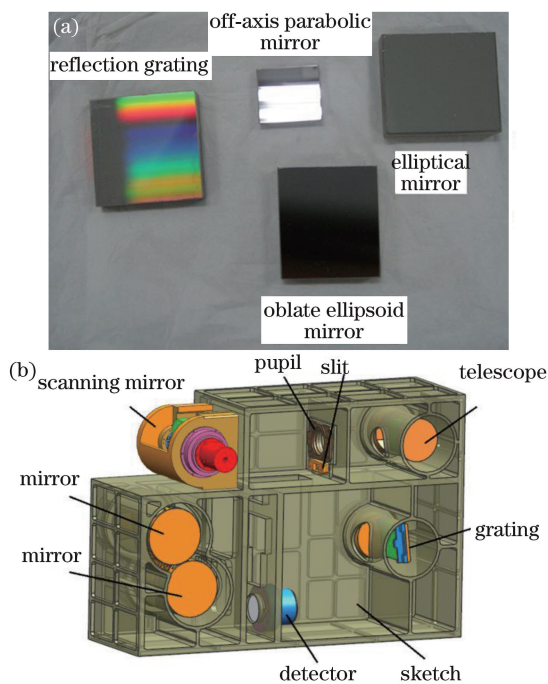 (a)
off-axis parabolic
mirror
reflection grating
elliptical
mirror
oblate ellipsoid
mirror
(b)
pupil
slit
telescope
scanning mirror
mirror
grating
mirror
detector
sketch